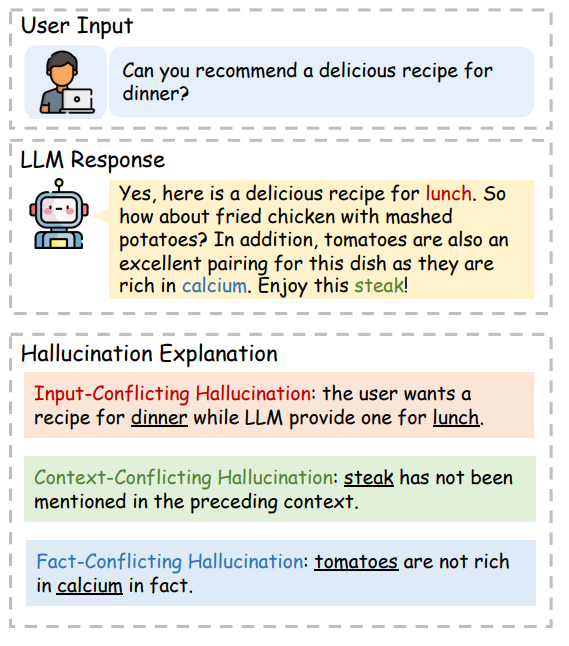 User Input
Can you recommend a delicious recipe for
dinner?
LLM Response
Yes, here is a delicious recipe for lunch. So
how about fried chicken with mashed
potatoes? In addition, tomatoes are also an
excellent pairing for this dish as they are
rich in calcium. Enjoy this steak!
Hallucination Explanation
Input-Conflicting Hallucination: the user wants a
recipe for dinner while LLM provide one for lunch.
Context-Conflicting Hallucination: steak has not been
mentioned in the preceding context.
Fact-Conflicting Hallucination: tomatoes are not rich
in calcium in fact.